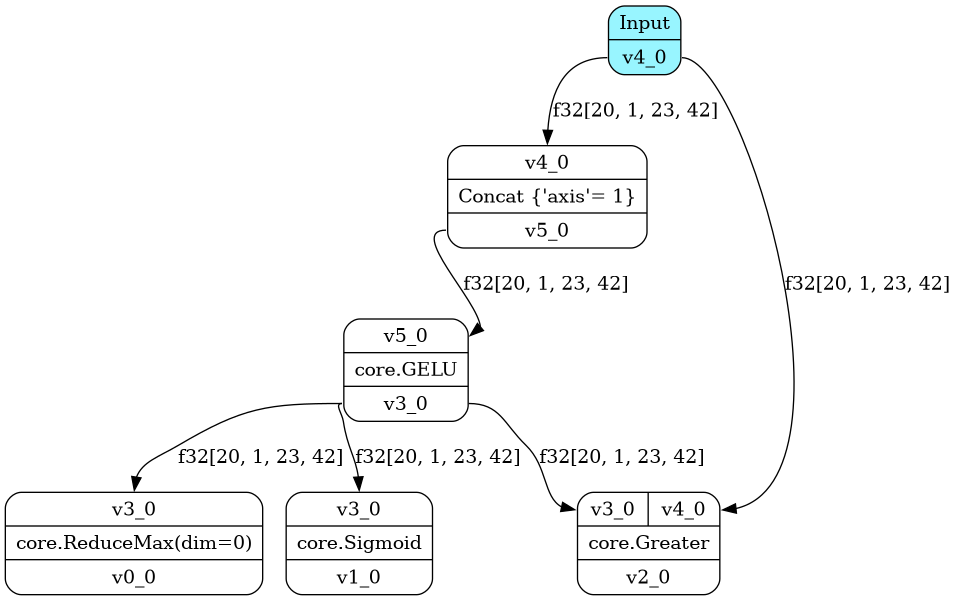 Input
v4_0
f32[20, 1, 23, 42]
v4_0
Concat {'axis'= 1}
v5_0
f32[20, 1, 23, 42]
f32[20, 1, 23, 42]
v5_0
core.GELU
v3_0
f32[20, 1, 23, 42]
f32[20, 1, 23, 42]
f32[20, 1, 23, 42]
v3_0
core.ReduceMax(dim=0)
v0_0
v3_0
core.Sigmoid
v1_0
v3_0 v4_0
core.Greater
v2_0